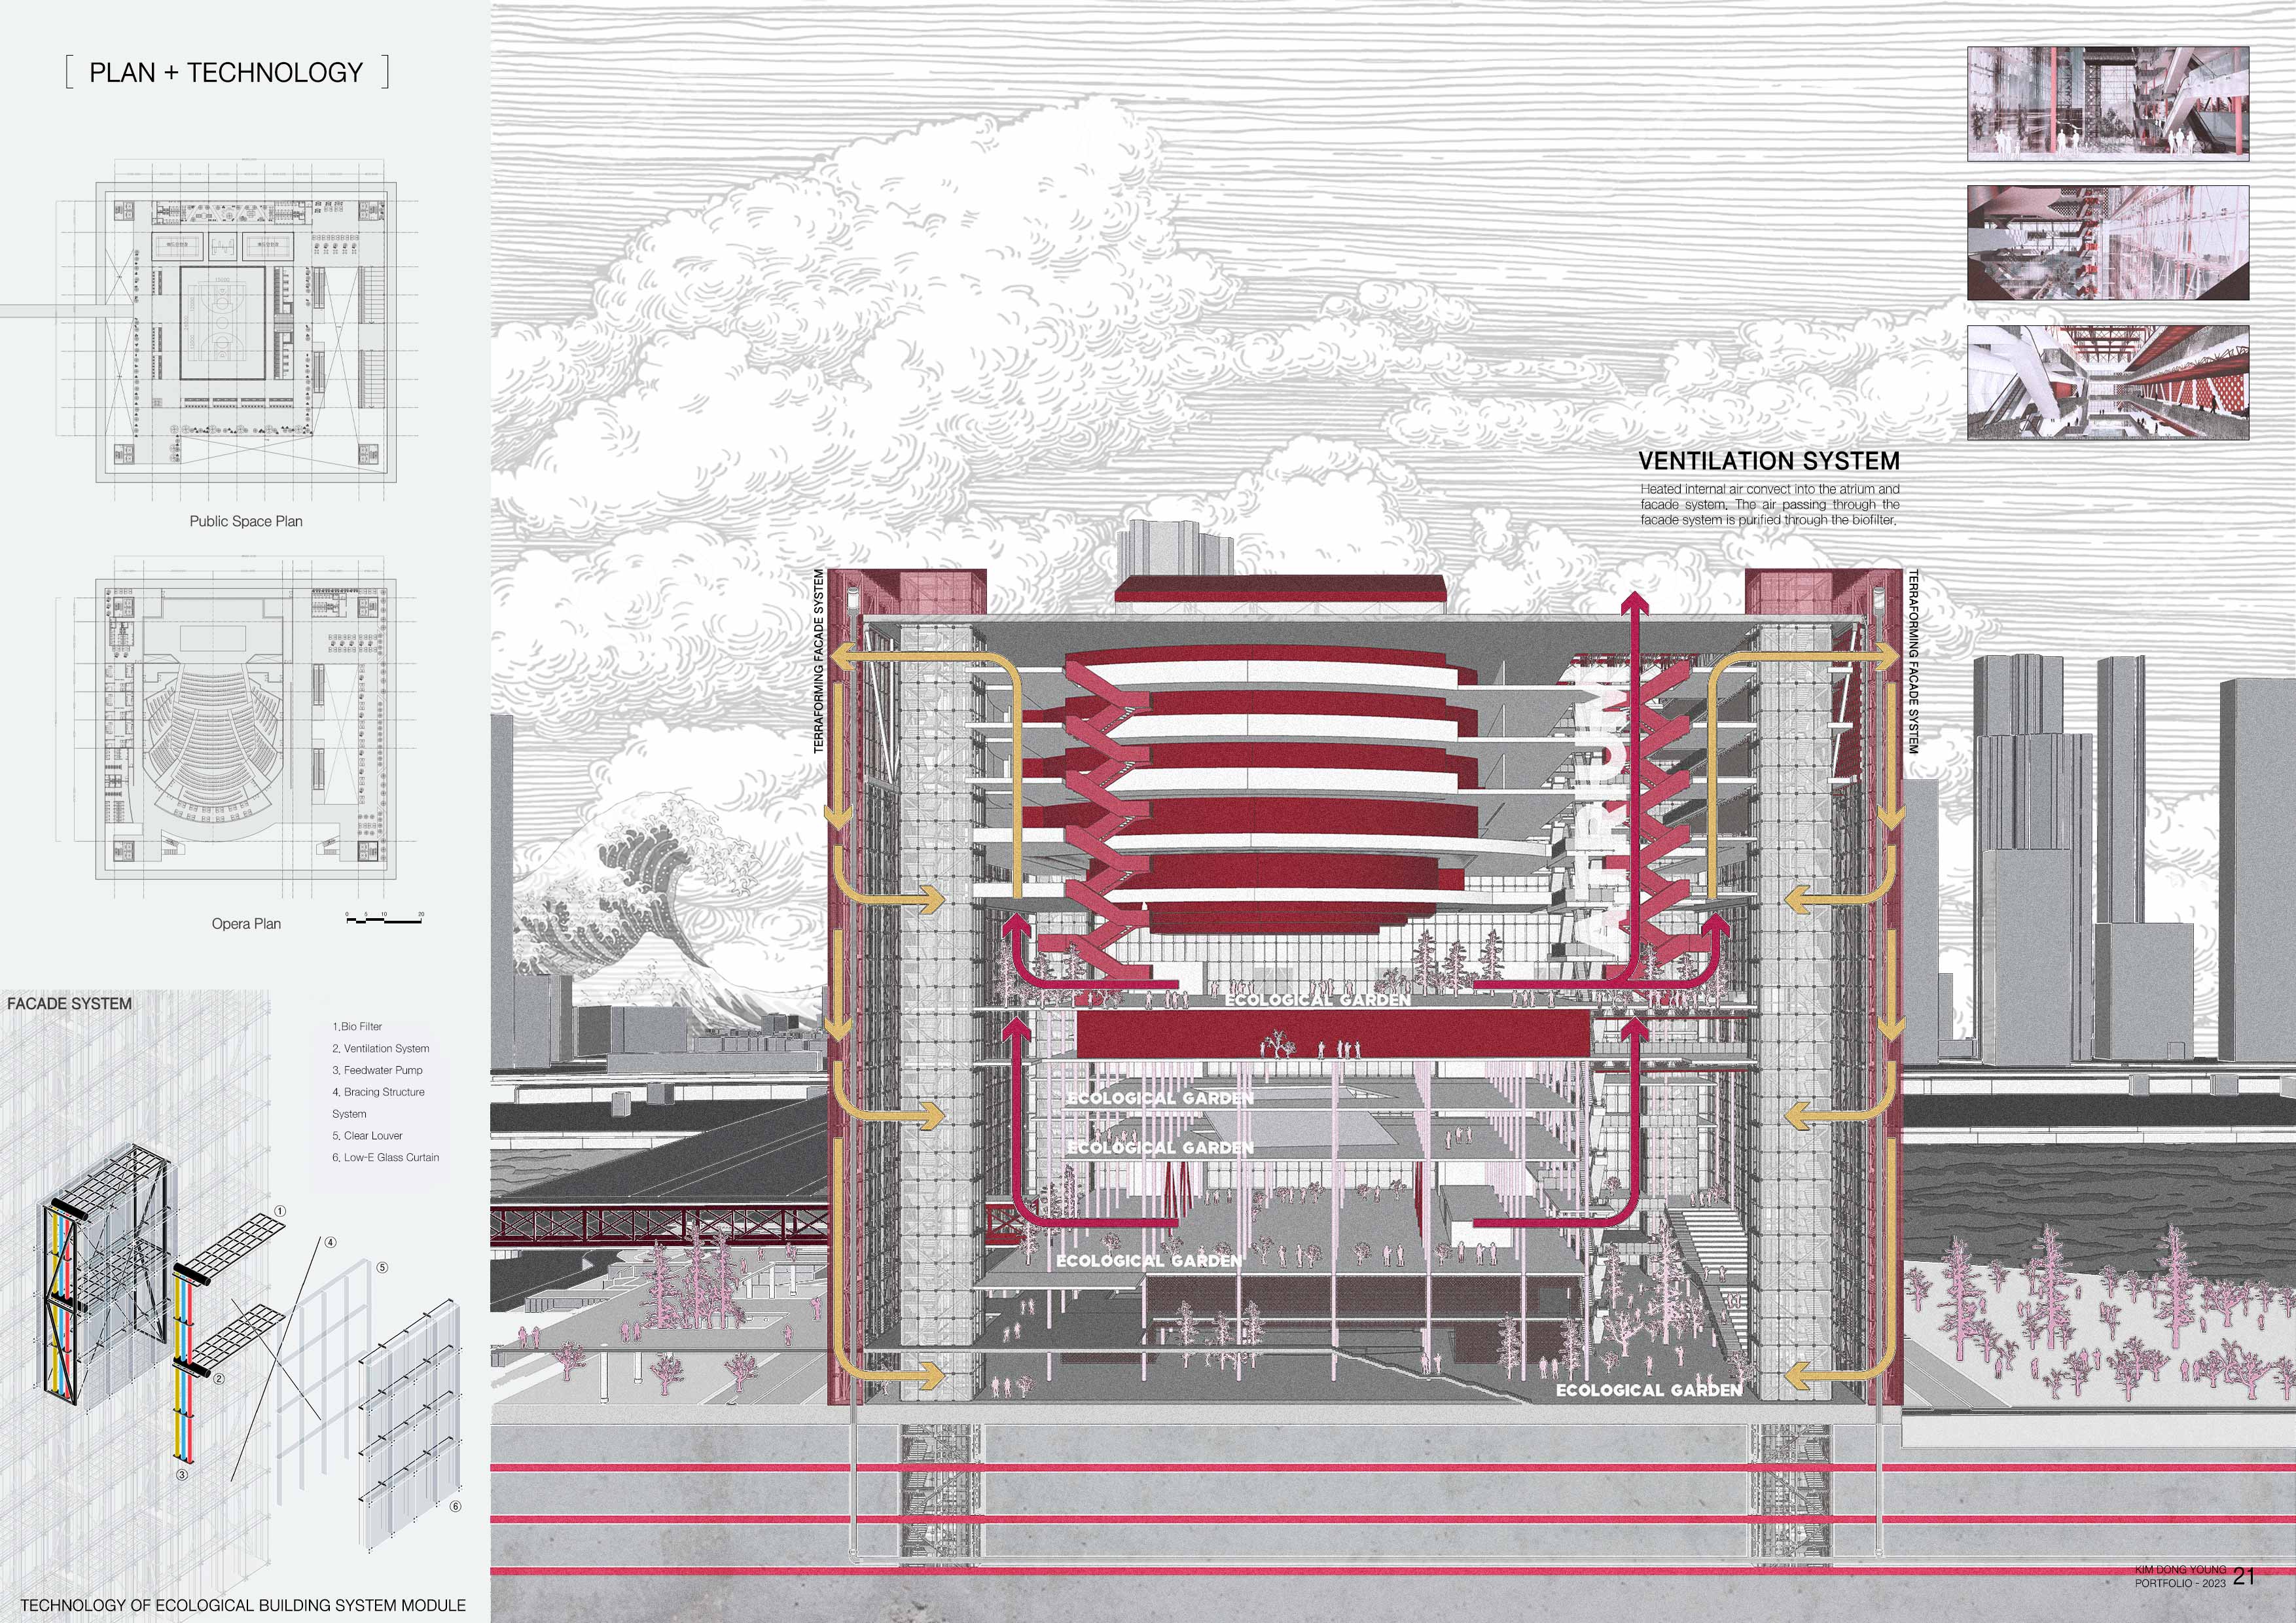 [ PLAN + TECHNOLOGY ]
Public Space Plan
Opera Plan
0 5 10 20
FACADE SYSTEM
1.Bio Filter
2. Ventilation System
3. Feedwater Pump
4. Bracing Structure
System
5. Clear Louver
6. Low-E Glass Curtain
①
④
⑤
②
③
⑥
TECHNOLOGY OF ECOLOGICAL BUILDING SYSTEM MODULE
VENTILATION SYSTEM
Heated internal air convect into the atrium and
facade system. The air passing through the
facade system is purified through the biofilter.
TERRAFORMING FACADE SYSTEM
TERRAFORMING FACADE SYSTEM
ATRIUM
ECOLOGICAL GARDEN
ECOLOGICAL GARDEN
ECOLOGICAL GARDEN
ECOLOGICAL GARDEN
ECOLOGICAL GARDEN
KIM DONG YOUNG
PORTFOLIO - 2023 21